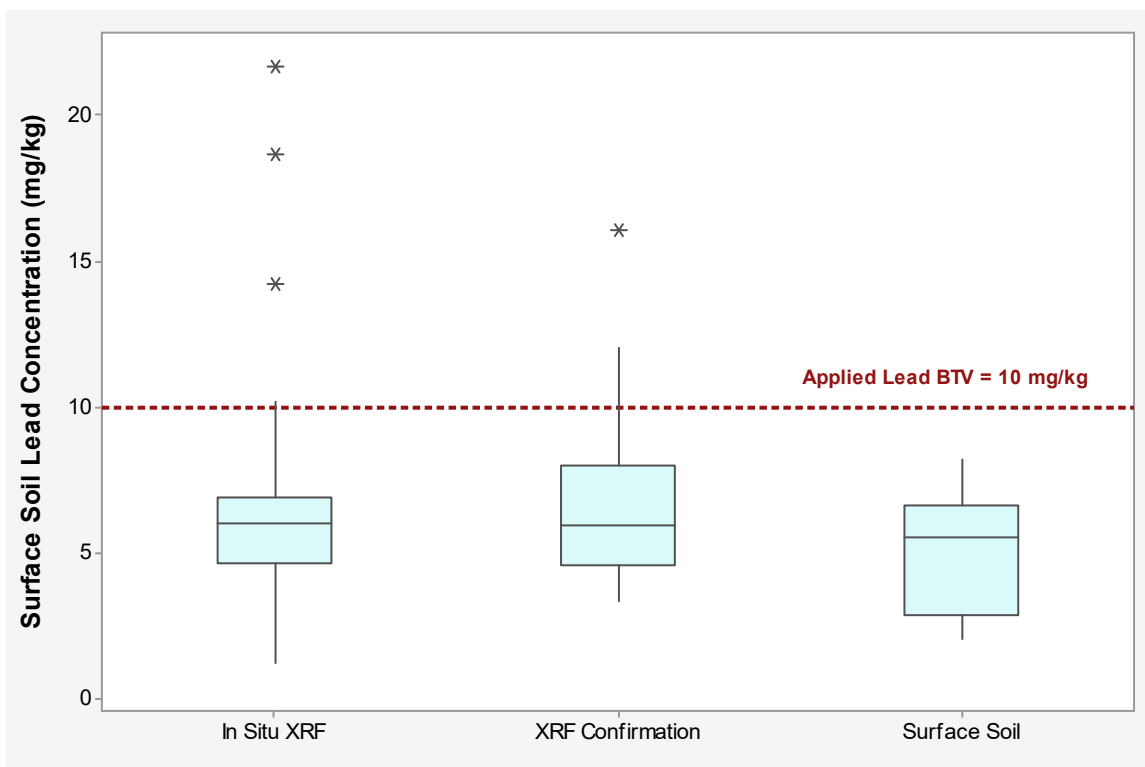 Surface Soil Lead Concentration (mg/kg)
20
15
10
5
0
Applied Lead BTV = 10 mg/kg
In Situ XRF
XRF Confirmation
Surface Soil